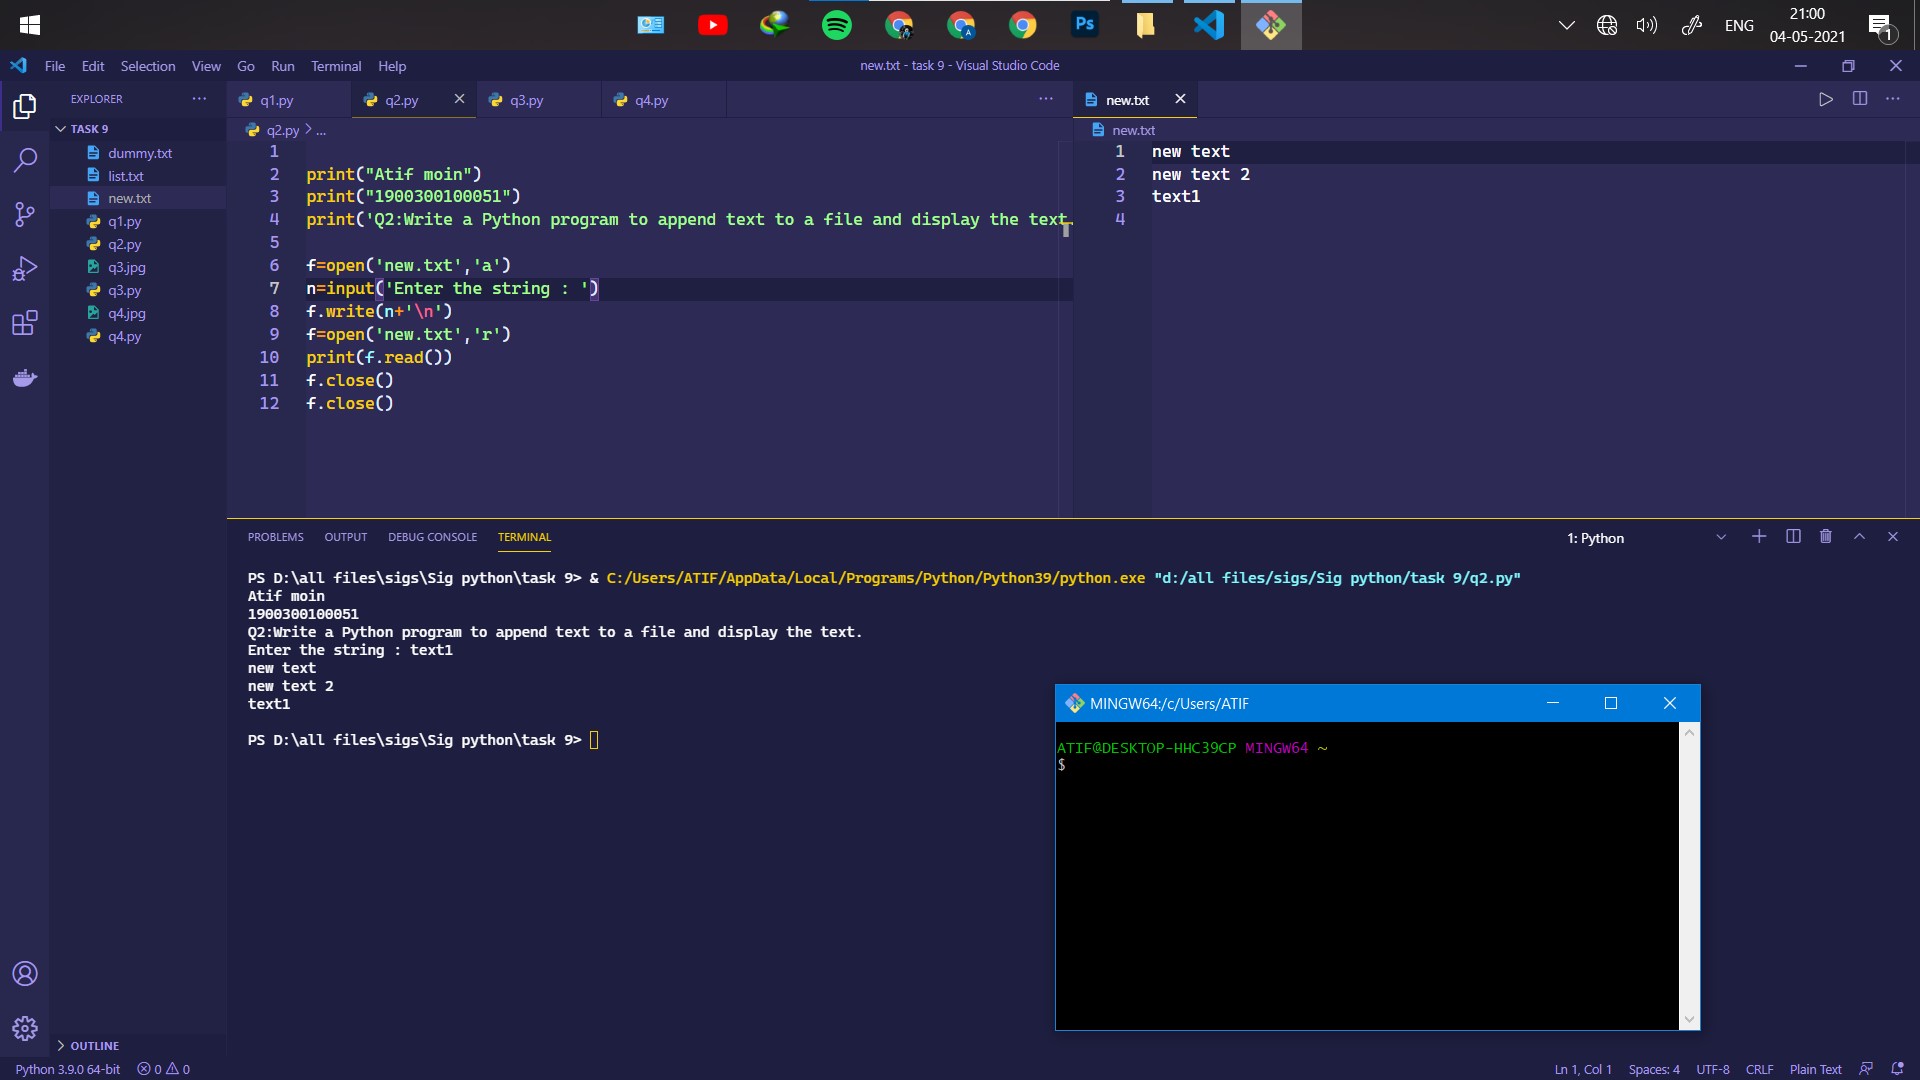 Ps
ENG
21:00
04-05-2021
1
File Edit Selection View Go Run Terminal Help
new.txt - task 9 - Visual Studio Code
EXPLORER
TASK 9
dummy.txt
list.txt
new.txt
q1.py
q2.py
q3.jpg
q3.py
q4.jpg
q4.py
OUTLINE
q1.py q2.py q3.py q4.py
q2.py > ...
1
2 print("Atif moin")
3 print("1900300100051")
4 print('Q2:Write a Python program to append text to a file and display the text.
5
6 f=open('new.txt','a')
7 n=input('Enter the string : ')
8 f.write(n+'\n')
9 f=open('new.txt','r')
10 print(f.read())
11 f.close()
12 f.close()
new.txt
new.txt
1 new text
2 new text 2
3 text1
4
PROBLEMS OUTPUT DEBUG CONSOLE TERMINAL
1: Python
PS D:\all files\sigs\Sig python\task 9> & C:/Users/ATIF/AppData/Local/Programs/Python/Python39/python.exe "d:/all files/sigs/Sig python/task 9/q2.py"
Atif moin
1900300100051
Q2:Write a Python program to append text to a file and display the text.
Enter the string : text1
new text
new text 2
text1
PS D:\all files\sigs\Sig python\task 9>
MINGW64:/c/Users/ATIF
ATIF@DESKTOP-HHC39CP MINGW64 ~
$
Python 3.9.0 64-bit 0 0
Ln 1, Col 1 Spaces: 4 UTF-8 CRLF Plain Text